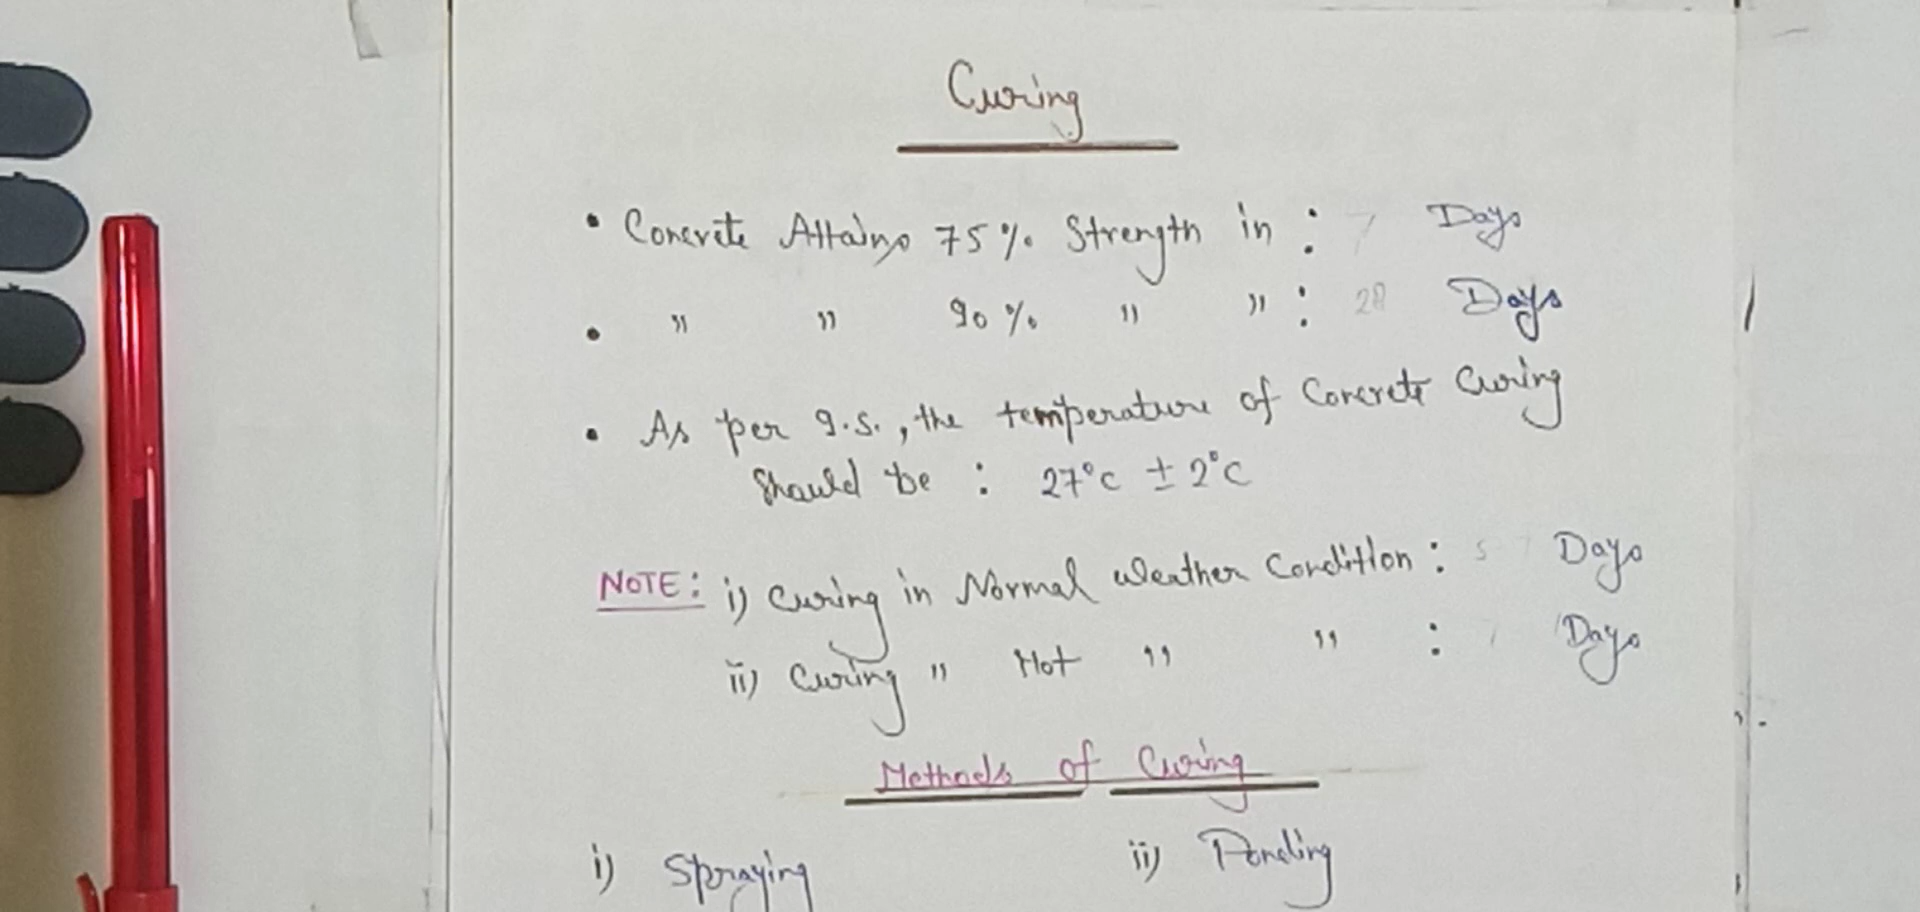 Curing
• Concrete Attains 75% Strength in : 7 Days
• " " 90% " " : 28 Days
• As per I.S., the temperature of Concrete Curing
Should be : 27°C ± 2°C
NOTE: i) Curing in Normal Weather Condition : Days
ii) Curing " Hot " " : Days
Methods of Curing
i) Spraying ii) Ponding